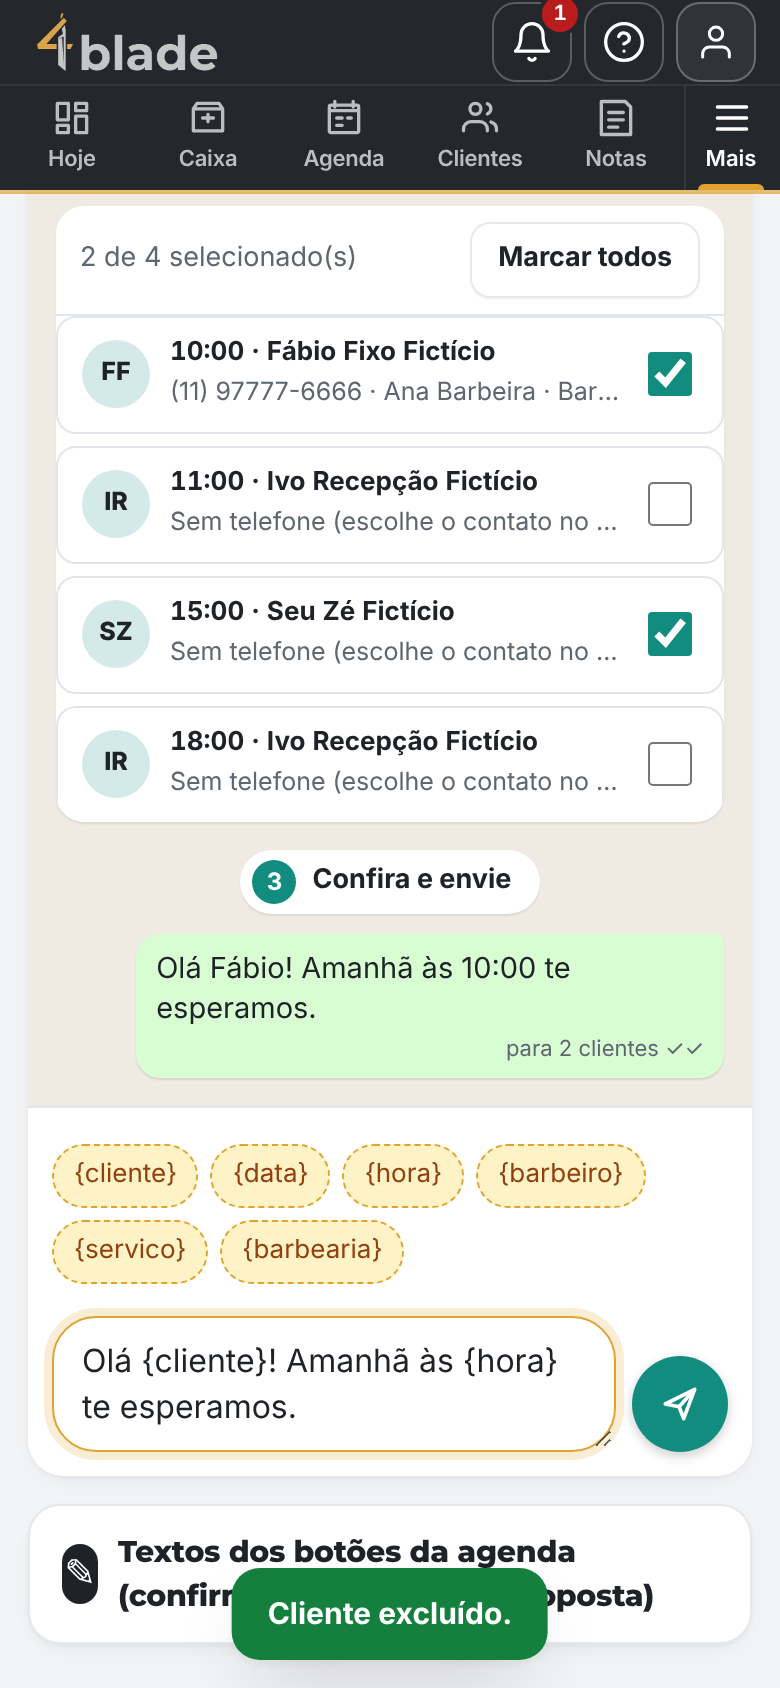 4blade
1
Hoje
Caixa
Agenda
Clientes
Notas
Mais
2 de 4 selecionado(s)
Marcar todos
FF
10:00 · Fábio Fixo Fictício
(11) 97777-6666 · Ana Barbeira · Bar...
IR
11:00 · Ivo Recepção Fictício
Sem telefone (escolhe o contato no ...
SZ
15:00 · Seu Zé Fictício
Sem telefone (escolhe o contato no ...
IR
18:00 · Ivo Recepção Fictício
Sem telefone (escolhe o contato no ...
3 Confira e envie
Olá Fábio! Amanhã às 10:00 te
esperamos.
para 2 clientes ✓✓
{cliente} {data} {hora} {barbeiro}
{servico} {barbearia}
Olá {cliente}! Amanhã às {hora}
te esperamos.
Textos dos botões da agenda
Cliente excluído.